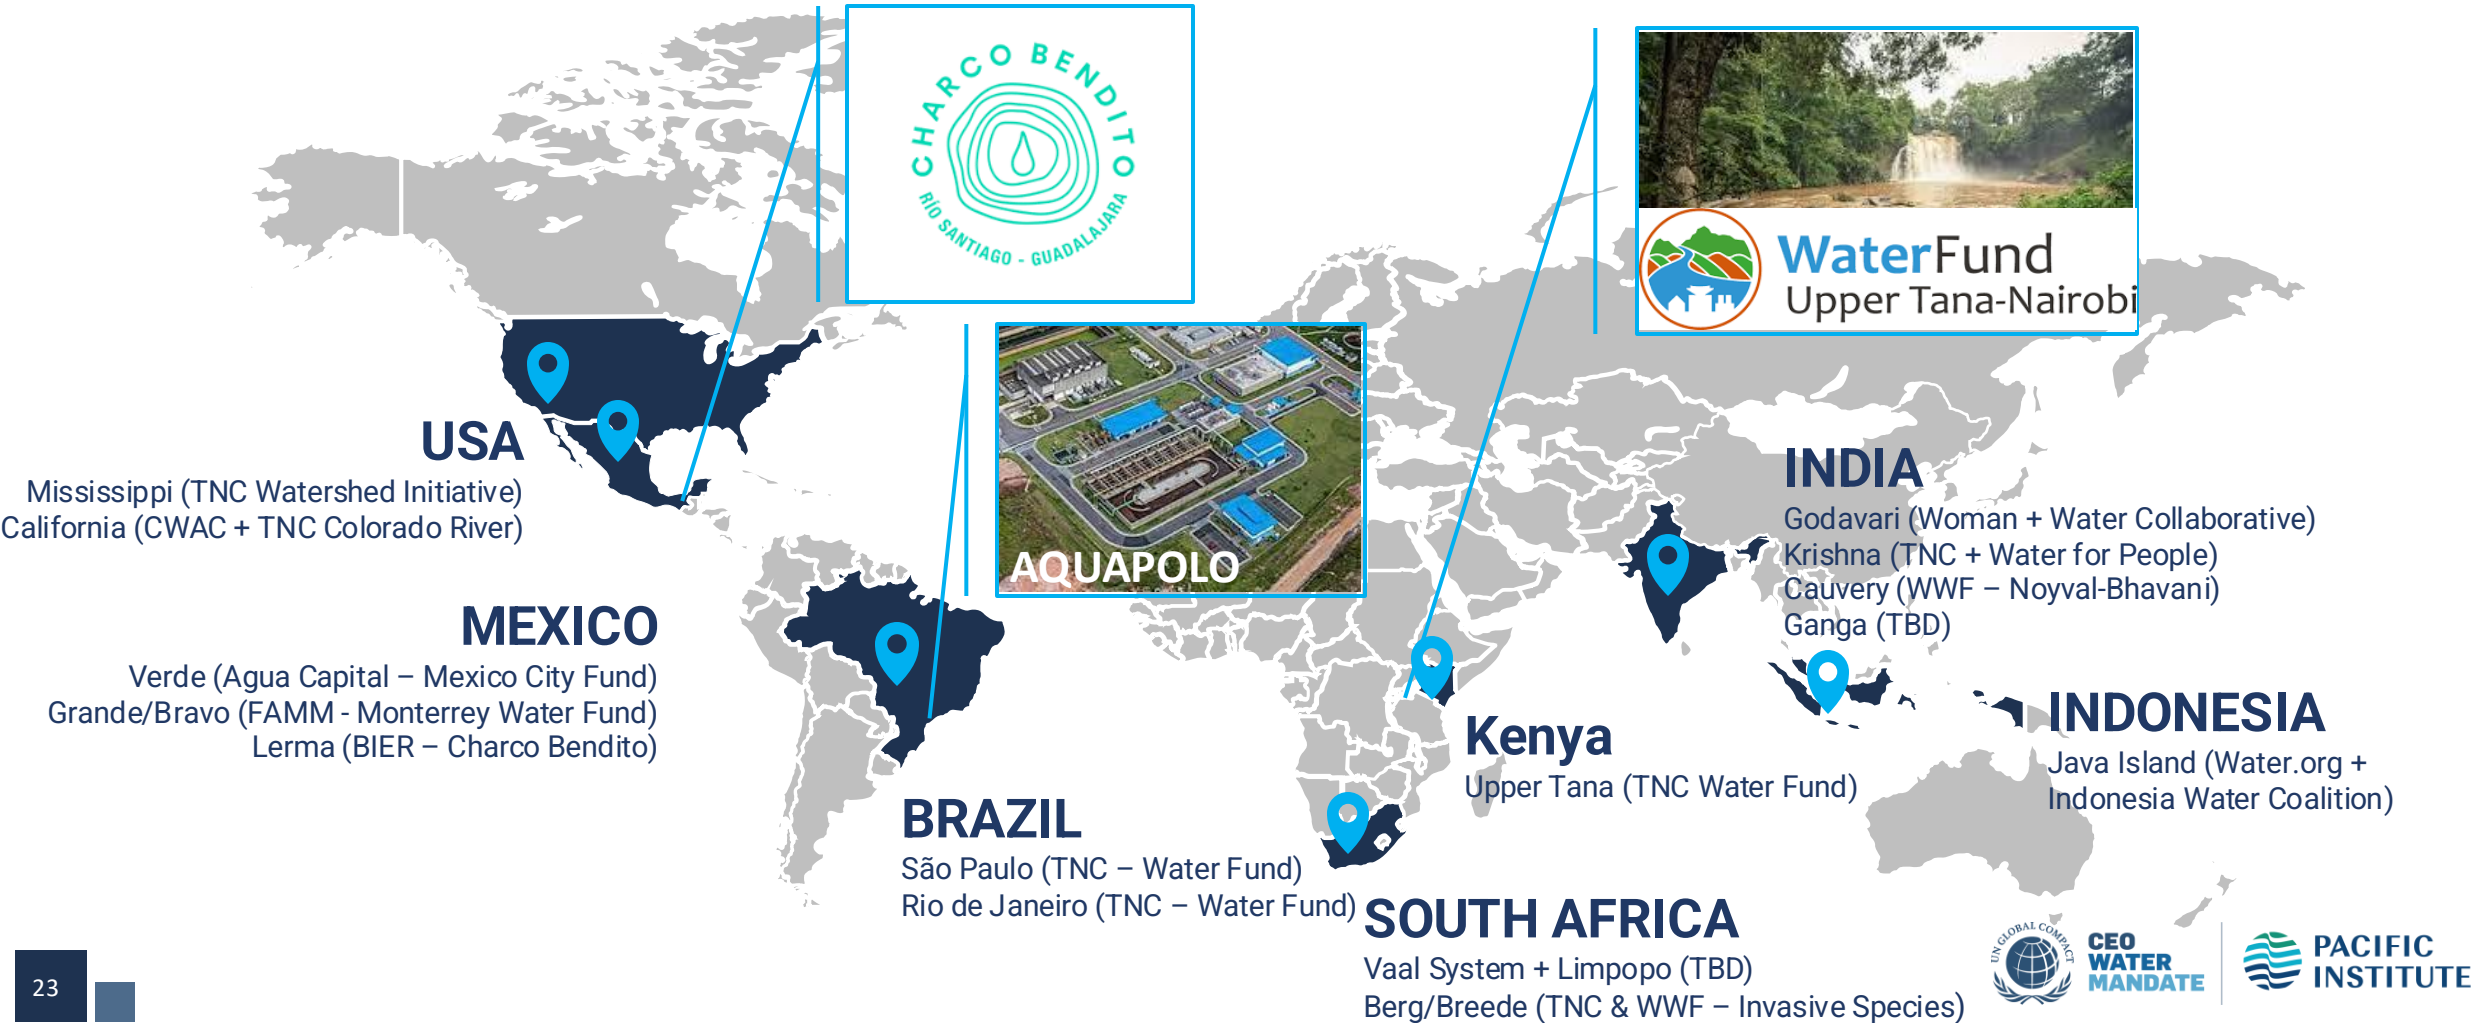 CHARCO BENDITO
RÍO SANTIAGO - GUADALAJARA
WaterFund
Upper Tana-Nairobi
AQUAPOLO
USA
Mississippi (TNC Watershed Initiative)
California (CWAC + TNC Colorado River)
MEXICO
Verde (Agua Capital – Mexico City Fund)
Grande/Bravo (FAMM - Monterrey Water Fund)
Lerma (BIER – Charco Bendito)
BRAZIL
São Paulo (TNC – Water Fund)
Rio de Janeiro (TNC – Water Fund)
INDIA
Godavari (Woman + Water Collaborative)
Krishna (TNC + Water for People)
Cauvery (WWF – Noyval-Bhavani)
Ganga (TBD)
INDONESIA
Java Island (Water.org +
Indonesia Water Coalition)
Kenya
Upper Tana (TNC Water Fund)
SOUTH AFRICA
Vaal System + Limpopo (TBD)
Berg/Breede (TNC & WWF – Invasive Species)
23
UN GLOBAL COMPACT
CEO
WATER
MANDATE
PACIFIC
INSTITUTE